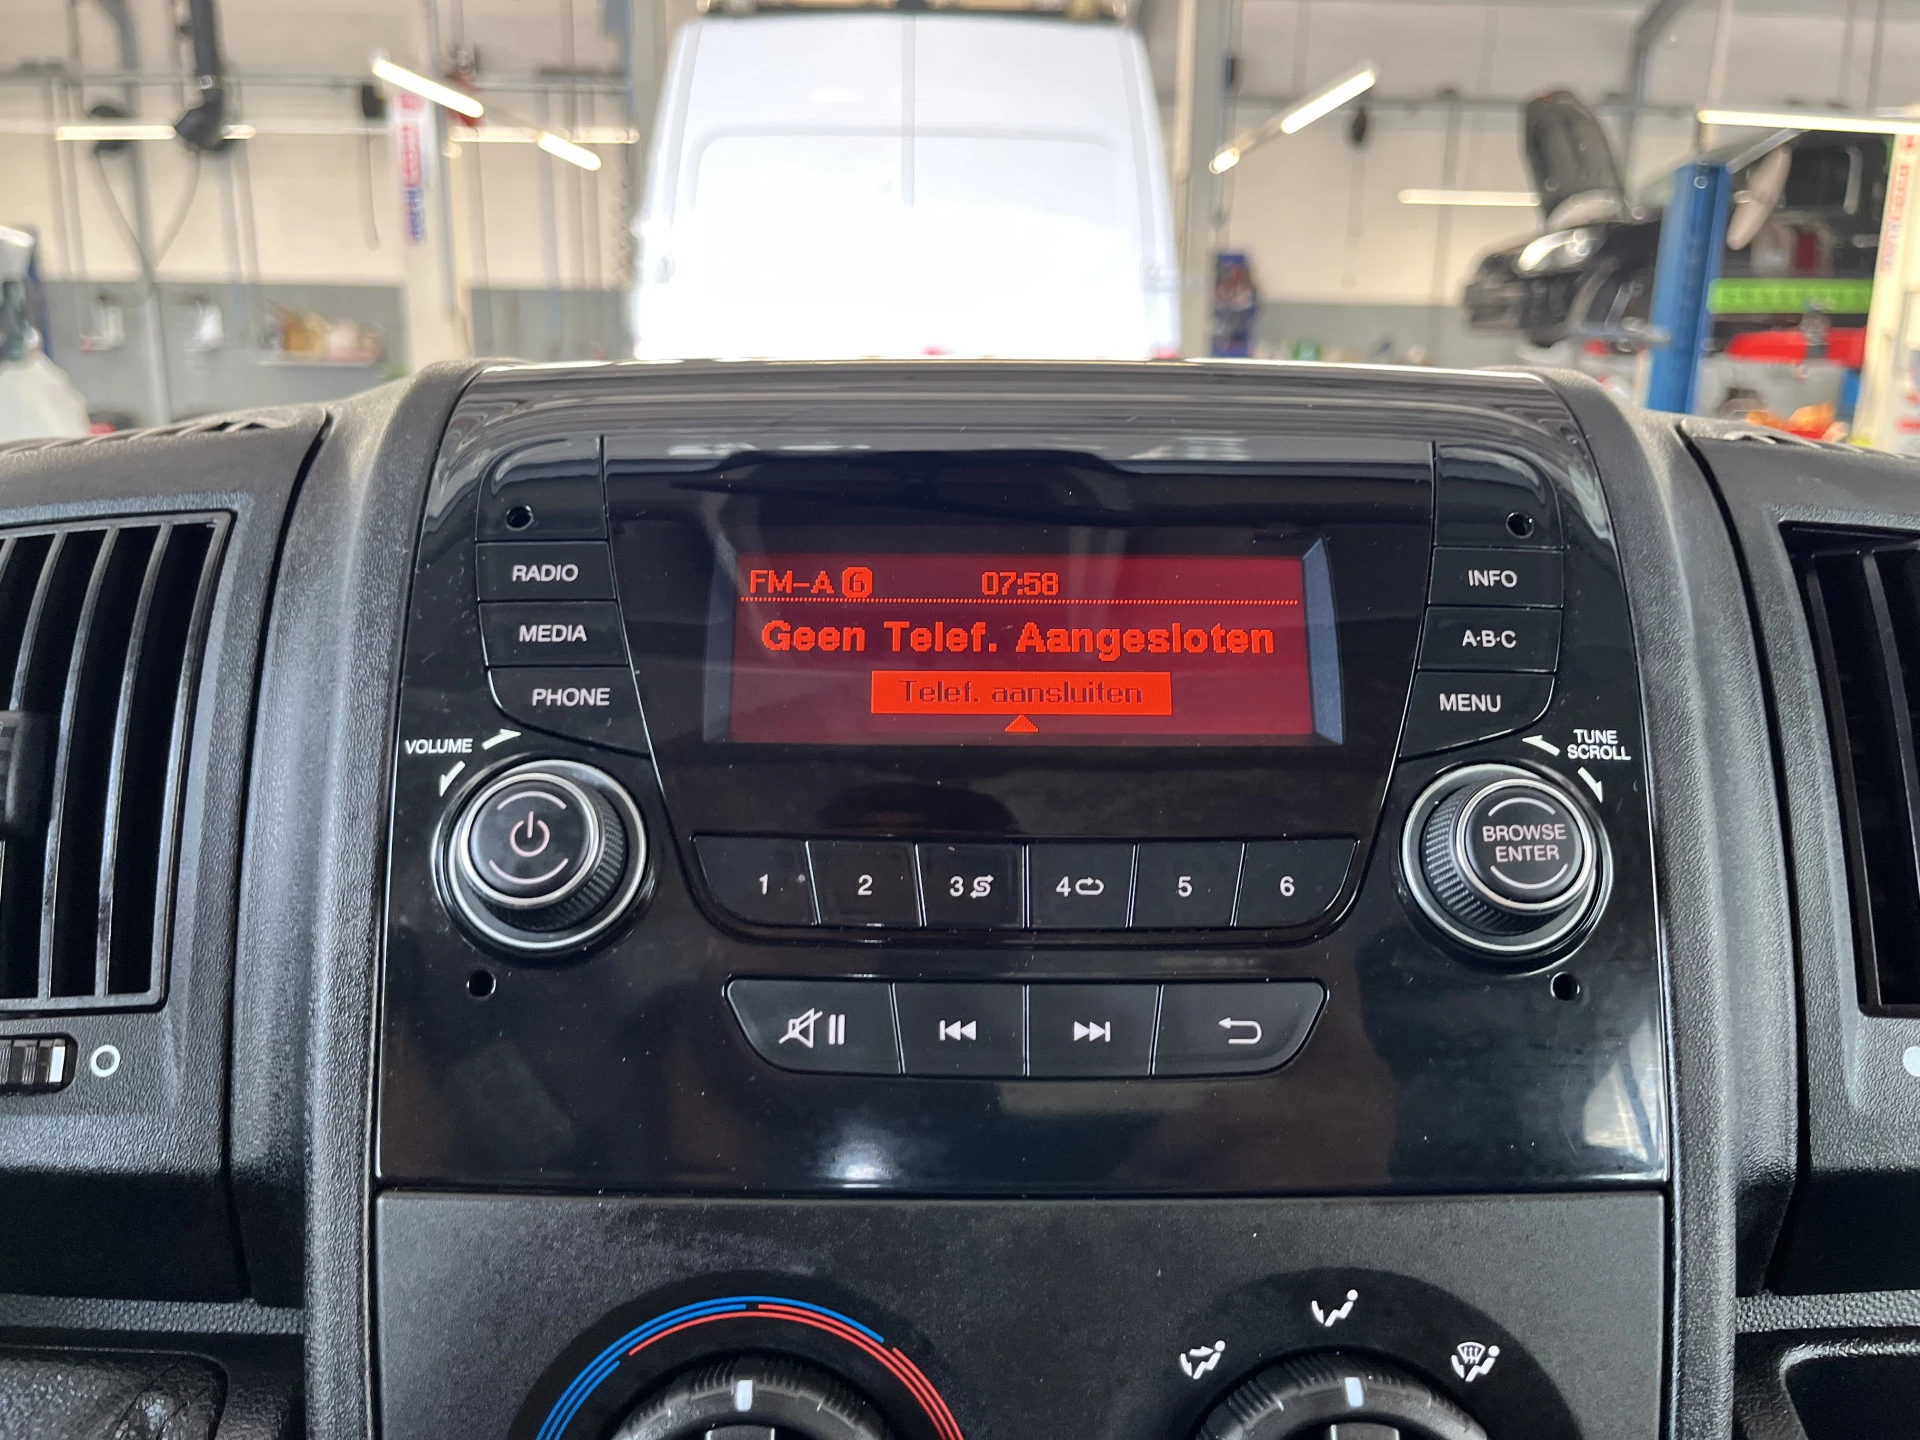 FM-A 6 07:58
Geen Telef. Aangesloten
Telef. aansluiten
RADIO
MEDIA
PHONE
VOLUME
INFO
A·B·C
MENU
TUNE
SCROLL
BROWSE
ENTER
1 2 3 4 5 6